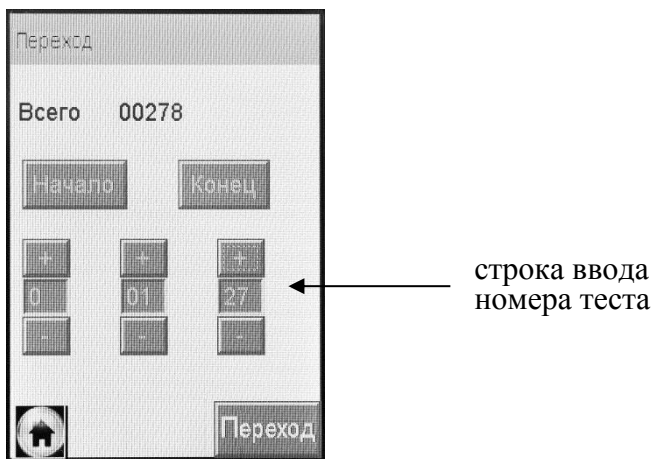 Переход
Всего 00278
Начало Конец
+ + +
0 01 27
- - -
Переход
строка ввода
номера теста